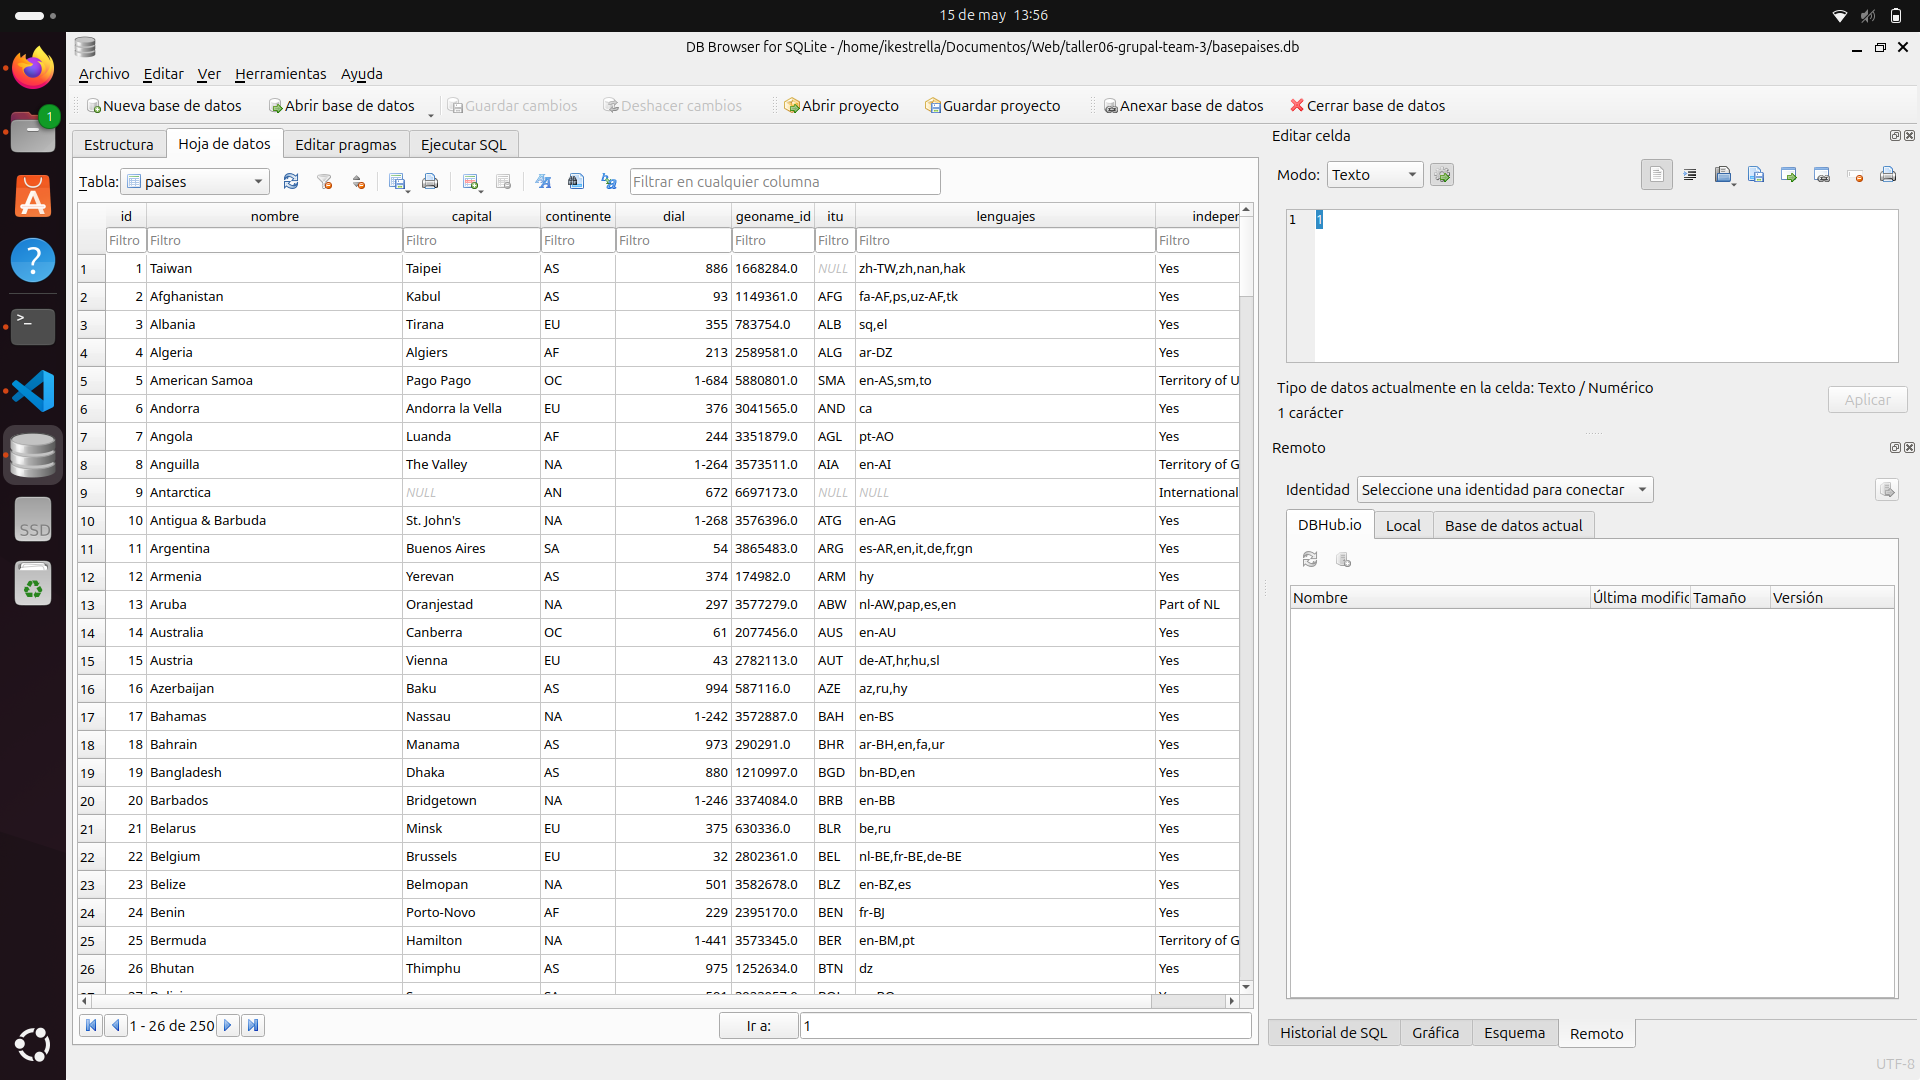 15 de may 13:56
DB Browser for SQLite - /home/ikestrella/Documentos/Web/taller06-grupal-team-3/basepaises.db
Archivo Editar Ver Herramientas Ayuda
Nueva base de datos Abrir base de datos Guardar cambios Deshacer cambios Abrir proyecto Guardar proyecto Anexar base de datos Cerrar base de datos
Estructura Hoja de datos Editar pragmas Ejecutar SQL
Tabla: paises Filtrar en cualquier columna
id nombre capital continente dial geoname_id itu lenguajes indeper
Filtro Filtro Filtro Filtro Filtro Filtro Filtro Filtro Filtro
1 1 Taiwan Taipei AS 886 1668284.0 NULL zh-TW,zh,nan,hak Yes
2 2 Afghanistan Kabul AS 93 1149361.0 AFG fa-AF,ps,uz-AF,tk Yes
3 3 Albania Tirana EU 355 783754.0 ALB sq,el Yes
4 4 Algeria Algiers AF 213 2589581.0 ALG ar-DZ Yes
5 5 American Samoa Pago Pago OC 1-684 5880801.0 SMA en-AS,sm,to Territory of U
6 6 Andorra Andorra la Vella EU 376 3041565.0 AND ca Yes
7 7 Angola Luanda AF 244 3351879.0 AGL pt-AO Yes
8 8 Anguilla The Valley NA 1-264 3573511.0 AIA en-AI Territory of G
9 9 Antarctica NULL AN 672 6697173.0 NULL NULL International
10 10 Antigua & Barbuda St. John's NA 1-268 3576396.0 ATG en-AG Yes
11 11 Argentina Buenos Aires SA 54 3865483.0 ARG es-AR,en,it,de,fr,gn Yes
12 12 Armenia Yerevan AS 374 174982.0 ARM hy Yes
13 13 Aruba Oranjestad NA 297 3577279.0 ABW nl-AW,pap,es,en Part of NL
14 14 Australia Canberra OC 61 2077456.0 AUS en-AU Yes
15 15 Austria Vienna EU 43 2782113.0 AUT de-AT,hr,hu,sl Yes
16 16 Azerbaijan Baku AS 994 587116.0 AZE az,ru,hy Yes
17 17 Bahamas Nassau NA 1-242 3572887.0 BAH en-BS Yes
18 18 Bahrain Manama AS 973 290291.0 BHR ar-BH,en,fa,ur Yes
19 19 Bangladesh Dhaka AS 880 1210997.0 BGD bn-BD,en Yes
20 20 Barbados Bridgetown NA 1-246 3374084.0 BRB en-BB Yes
21 21 Belarus Minsk EU 375 630336.0 BLR be,ru Yes
22 22 Belgium Brussels EU 32 2802361.0 BEL nl-BE,fr-BE,de-BE Yes
23 23 Belize Belmopan NA 501 3582678.0 BLZ en-BZ,es Yes
24 24 Benin Porto-Novo AF 229 2395170.0 BEN fr-BJ Yes
25 25 Bermuda Hamilton NA 1-441 3573345.0 BER en-BM,pt Territory of G
26 26 Bhutan Thimphu AS 975 1252634.0 BTN dz Yes
1 - 26 de 250 Ir a: 1
Editar celda
Modo: Texto
1 1
Tipo de datos actualmente en la celda: Texto / Numérico
1 carácter
Aplicar
Remoto
Identidad Seleccione una identidad para conectar
DBHub.io Local Base de datos actual
Nombre Última modific Tamaño Versión
Historial de SQL Gráfica Esquema Remoto
UTF-8
1
SSD